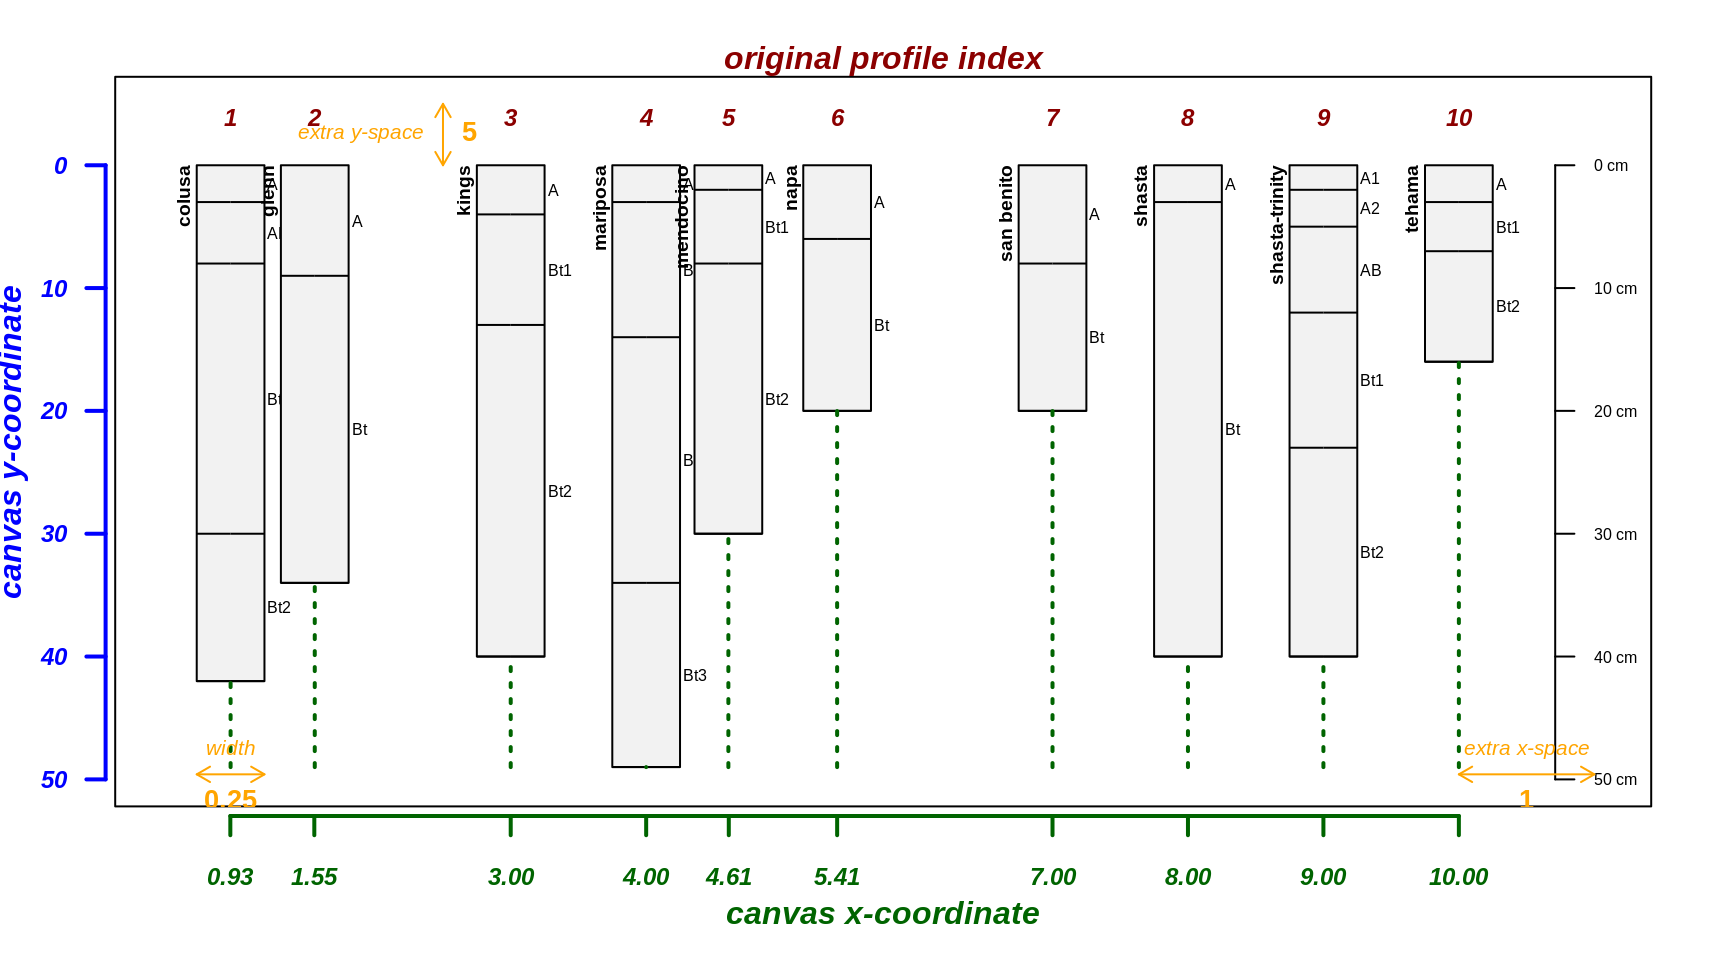 original profile index
1 2 3 4 5 6 7 8 9 10
extra y-space 5
canvas y-coordinate
0
10
20
30
40
50
colusa
A
Bt2
glenn
A
Bt
kings
A
Bt1
Bt2
mariposa
Bt3
mendocino
A
Bt1
Bt2
napa
A
Bt
san benito
A
Bt
shasta
A
Bt
shasta-trinity
A1
A2
AB
Bt1
Bt2
tehama
A
Bt1
Bt2
0 cm
10 cm
20 cm
30 cm
40 cm
50 cm
width
0.25
extra x-space
1
0.93 1.55 3.00 4.00 4.61 5.41 7.00 8.00 9.00 10.00
canvas x-coordinate